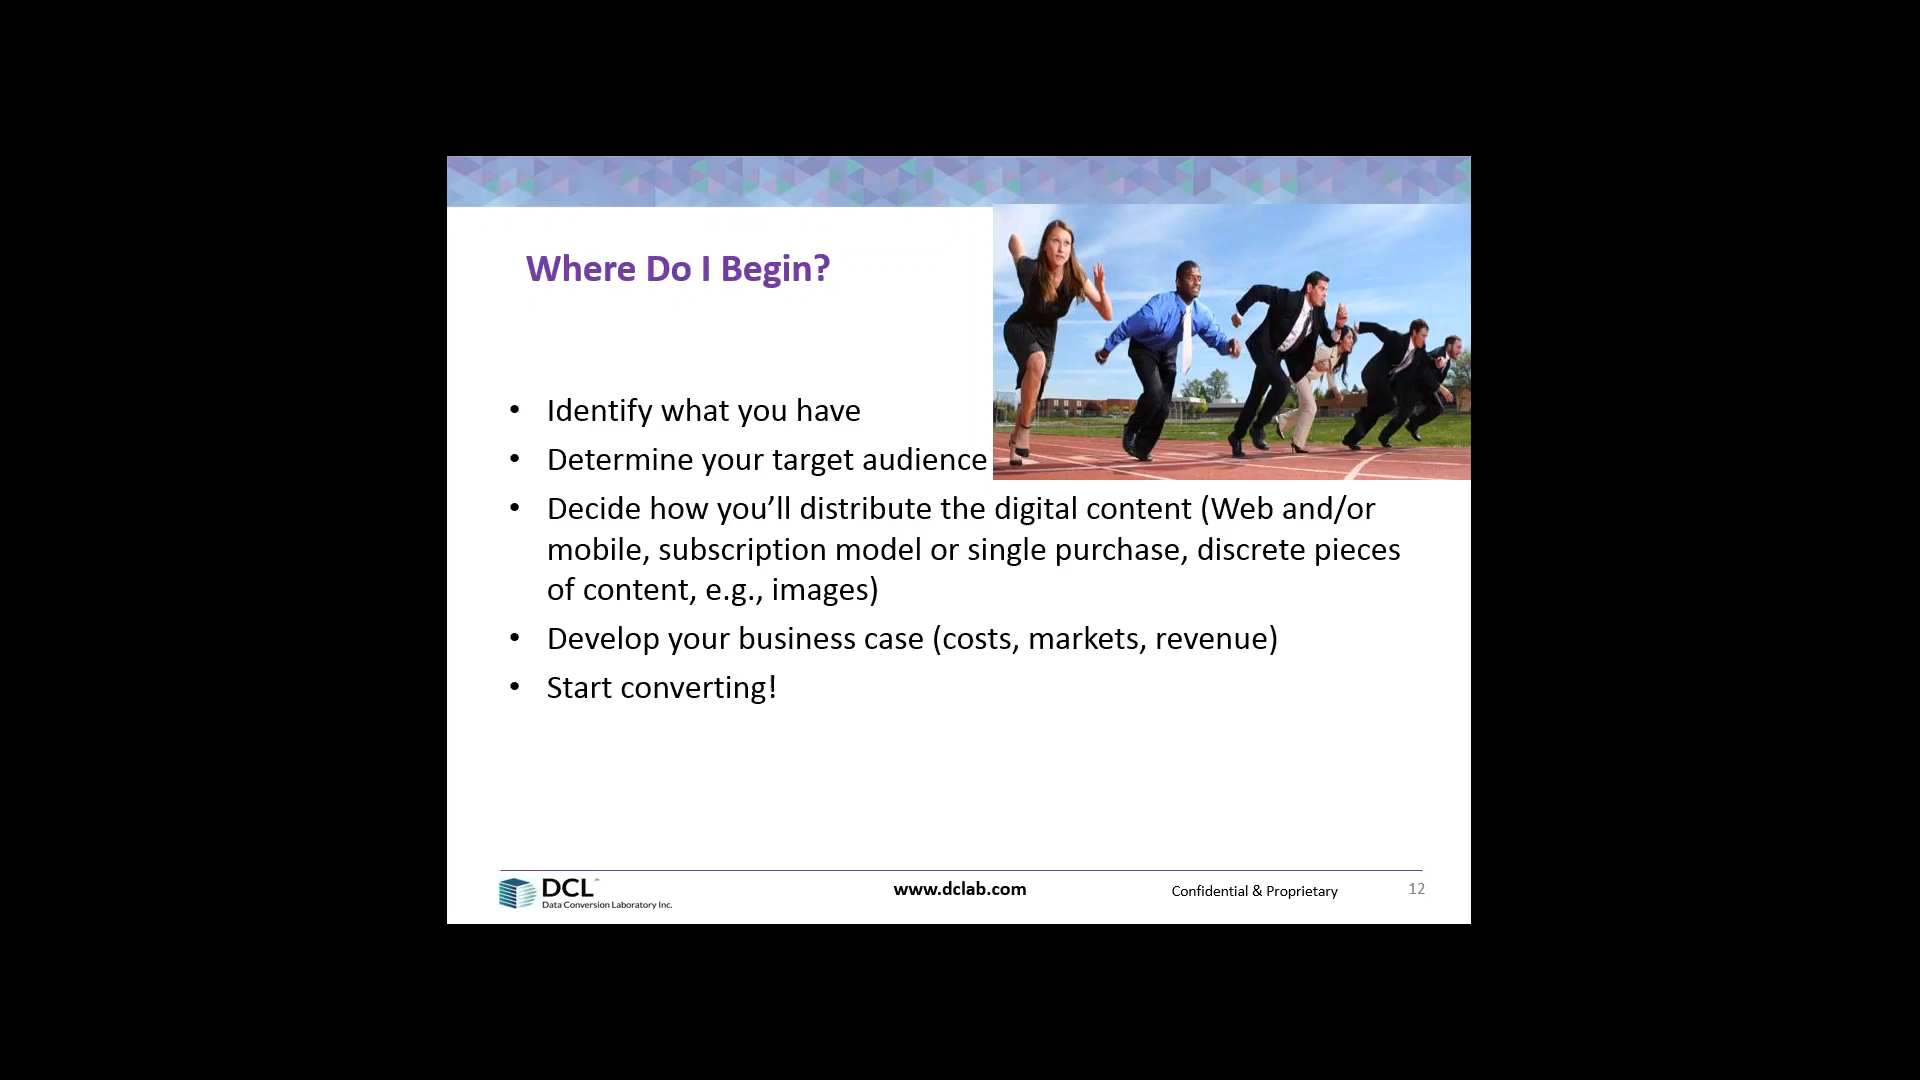 Where Do I Begin?
• Identify what you have
• Determine your target audience
• Decide how you’ll distribute the digital content (Web and/or
mobile, subscription model or single purchase, discrete pieces
of content, e.g., images)
• Develop your business case (costs, markets, revenue)
• Start converting!
DCL™
Data Conversion Laboratory Inc.
www.dclab.com
Confidential & Proprietary
12